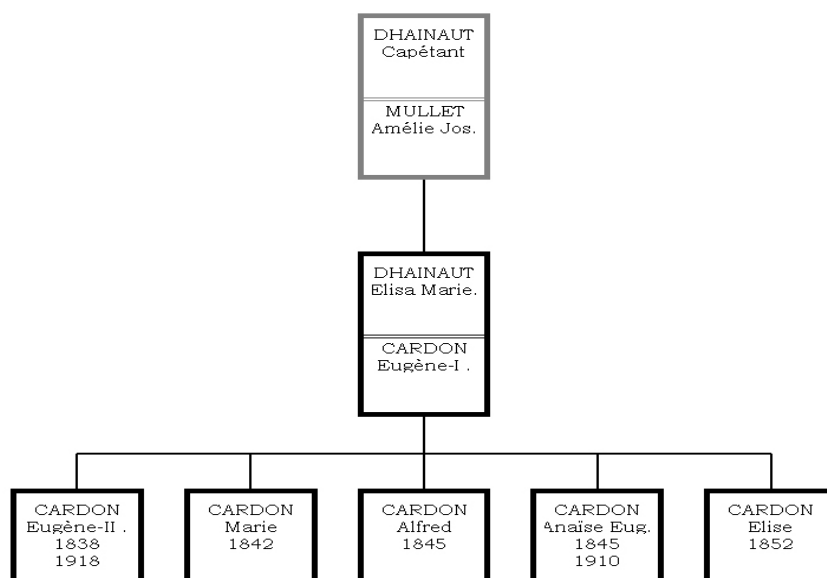 DHAINAUT
Capétant
MULLET
Amélie Jos.
DHAINAUT
Elisa Marie.
CARDON
Eugène-I .
CARDON
Eugène-II .
1838
1918
CARDON
Marie
1842
CARDON
Alfred
1845
CARDON
Anaïse Eug.
1845
1910
CARDON
Elise
1852